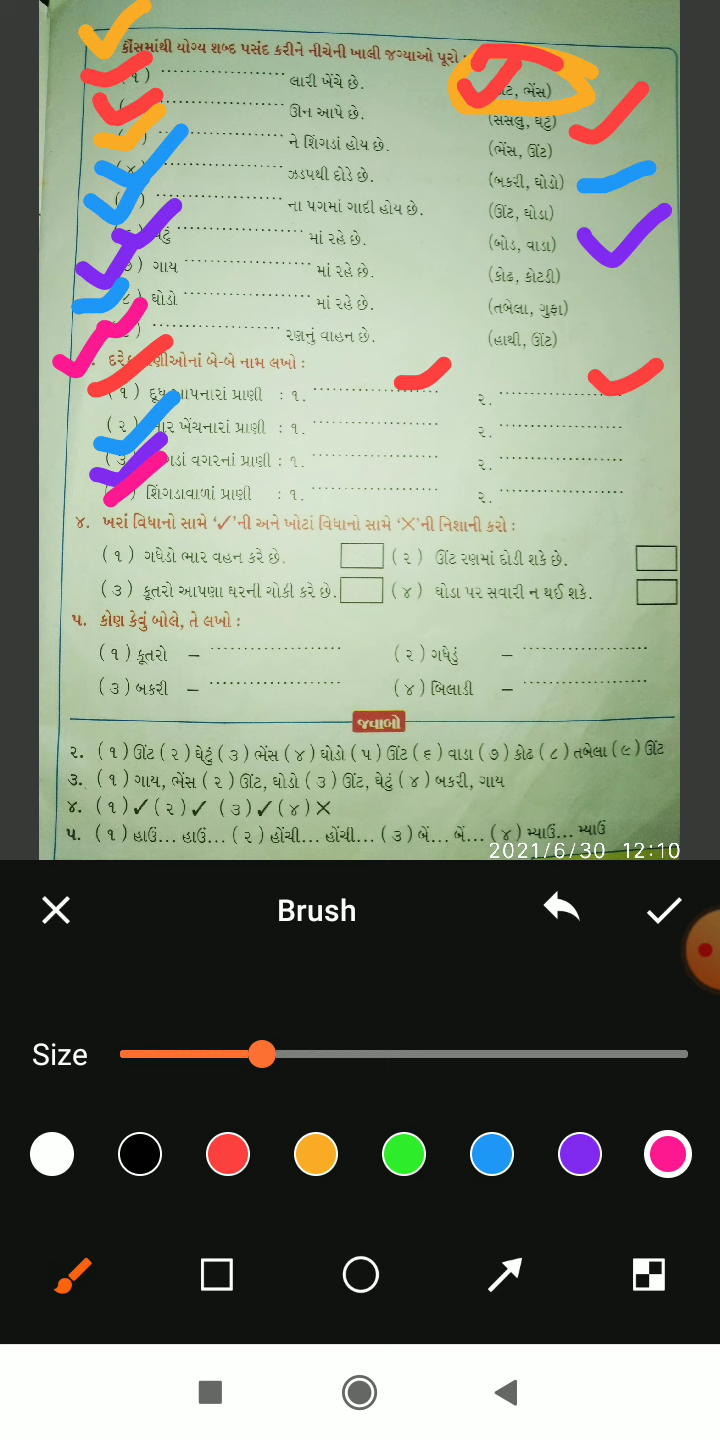 કૌંસમાંથી યોગ્ય શબ્દ પસંદ કરીને નીચેની ખાલી જગ્યાઓ પૂરો :
૧ ) .................... લારી ખેંચે છે. ભેંસ)
.................... ઊન આપે છે. (સસલું, ઘેટું)
) .................... ને શિંગડાં હોય છે. (ભેંસ, ઊંટ)
(૪ .................... ઝડપથી દોડે છે. (બકરી, ઘોડો)
) .................... ના પગમાં ગાદી હોય છે. (ઊંટ, ઘોડા)
.................... માં રહે છે. (બોડ, વાડા)
૭ ) ગાય .................... માં રહે છે. (કોઢ, કોટડી)
૮ ) ઘોડો .................... માં રહે છે. (તબેલા, ગુફા)
) .................... રણનું વાહન છે. (હાથી, ઊંટ)
બે-બે નામ લખો :
(૧ ) પ્રાણી : ૧. .................... ૨. ....................
( ૨ ખેંચનારાં પ્રાણી : ૧. .................... ૨. ....................
(૩ વગરનાં પ્રાણી : ૧. .................... ૨. ....................
) શિંગડાવાળાં પ્રાણી : ૧. .................... ૨. ....................
૪. ખરાં વિધાનો સામે ‘✓’ની અને ખોટાં વિધાનો સામે ‘✕’ની નિશાની કરો :
( ૧ ) ગધેડો ભાર વહન કરે છે. ( ૨ ) ઊંટ રણમાં દોડી શકે છે.
( ૩ ) કૂતરો આપણા ઘરની ચોકી કરે છે. ( ૪ ) ઘોડા પર સવારી ન થઈ શકે.
૫. કોણ કેવું બોલે, તે લખો :
( ૧ ) કૂતરો – .................... ( ૨ ) ગધેડું – ....................
( ૩ ) બકરી – .................... ( ૪ ) બિલાડી – ....................
જવાબો
૨. ( ૧ ) ઊંટ ( ૨ ) ઘેટું ( ૩ ) ભેંસ ( ૪ ) ઘોડો ( ૫ ) ઊંટ ( ૬ ) વાડા ( ૭ ) કોઢ ( ૮ ) તબેલા ( ૯ ) ઊંટ
૩. ( ૧ ) ગાય, ભેંસ ( ૨ ) ઊંટ, ઘોડો ( ૩ ) ઊંટ, ઘેટું ( ૪ ) બકરી, ગાય
૪. ( ૧ ) ✓ ( ૨ ) ✓ ( ૩ ) ✓ ( ૪ ) ✕
૫. ( ૧ ) હાઉં... હાઉં... ( ૨ ) હોંચી... હોંચી... ( ૩ ) બેં... બેં... ( ૪ ) મ્યાઉં... મ્યાઉં
2021/6/30 12:10
Brush
Size